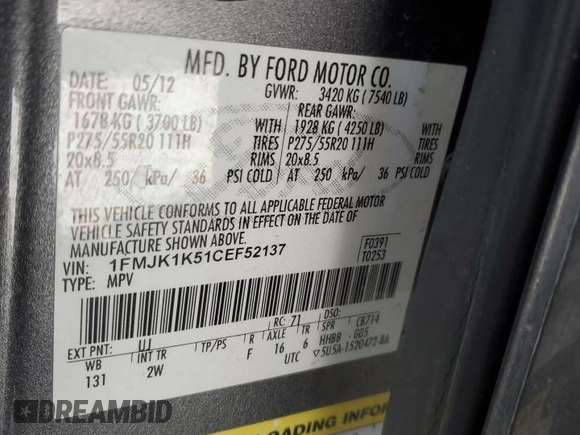 MFD. BY FORD MOTOR CO.
DATE: 05/12 GVWR: 3420 KG ( 7540 LB)
FRONT GAWR: REAR GAWR:
1678 KG ( 3700 LB) WITH 1928 KG ( 4250 LB) WITH
P275/55R20 111H TIRES P275/55R20 111H TIRES
20x8.5 RIMS 20x8.5 RIMS
AT 250 kPa/ 36 PSI COLD AT 250 kPa/ 36 PSI COLD
THIS VEHICLE CONFORMS TO ALL APPLICABLE FEDERAL MOTOR
VEHICLE SAFETY STANDARDS IN EFFECT ON THE DATE OF
MANUFACTURE SHOWN ABOVE.
VIN: 1FMJK1K51CEF52137 F0391
TYPE: MPV T0253
RC: 71 DSO:
EXT PNT: UJ R AXLE TR SPR CB714
WB INT TR TP/PS F 16 6 HHBB G05
131 2W UTC ▽5U5A-1520472-BA
LOADING INFOR
DREAMBID